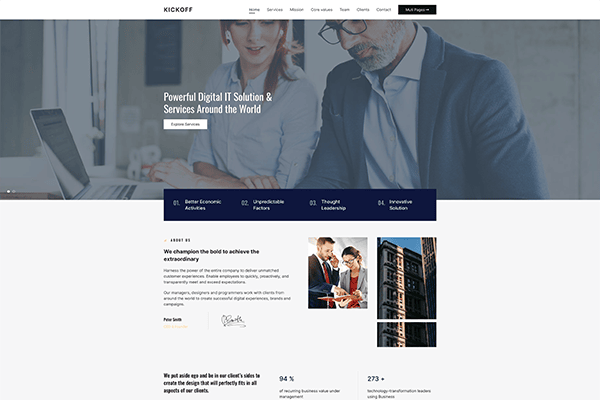 KICKOFF
Home Services Mission Core values Team Clients Contact Multi Pages
Powerful Digital IT Solution &
Services Around the World
Explore Services
01. Better Economic
Activities
02. Unpredictable
Factors
03. Thought
Leadership
04. Innovative
Solution
ABOUT US
We champion the bold to achieve the
extraordinary
Harness the power of the entire company to deliver unmatched
customer experiences. Enable employees to quickly, proactively, and
transparently meet and exceed expectations.
Our managers, designers and programmers work with clients from
around the world to create successful digital experiences, brands and
campaigns.
Peter Smith
We put aside ego and be in our client's sides to
create the design that will perfectly fits in all
aspects of our clients.
94 %
of recurring business value under
management
273 +
technology-transformation leaders
using Business